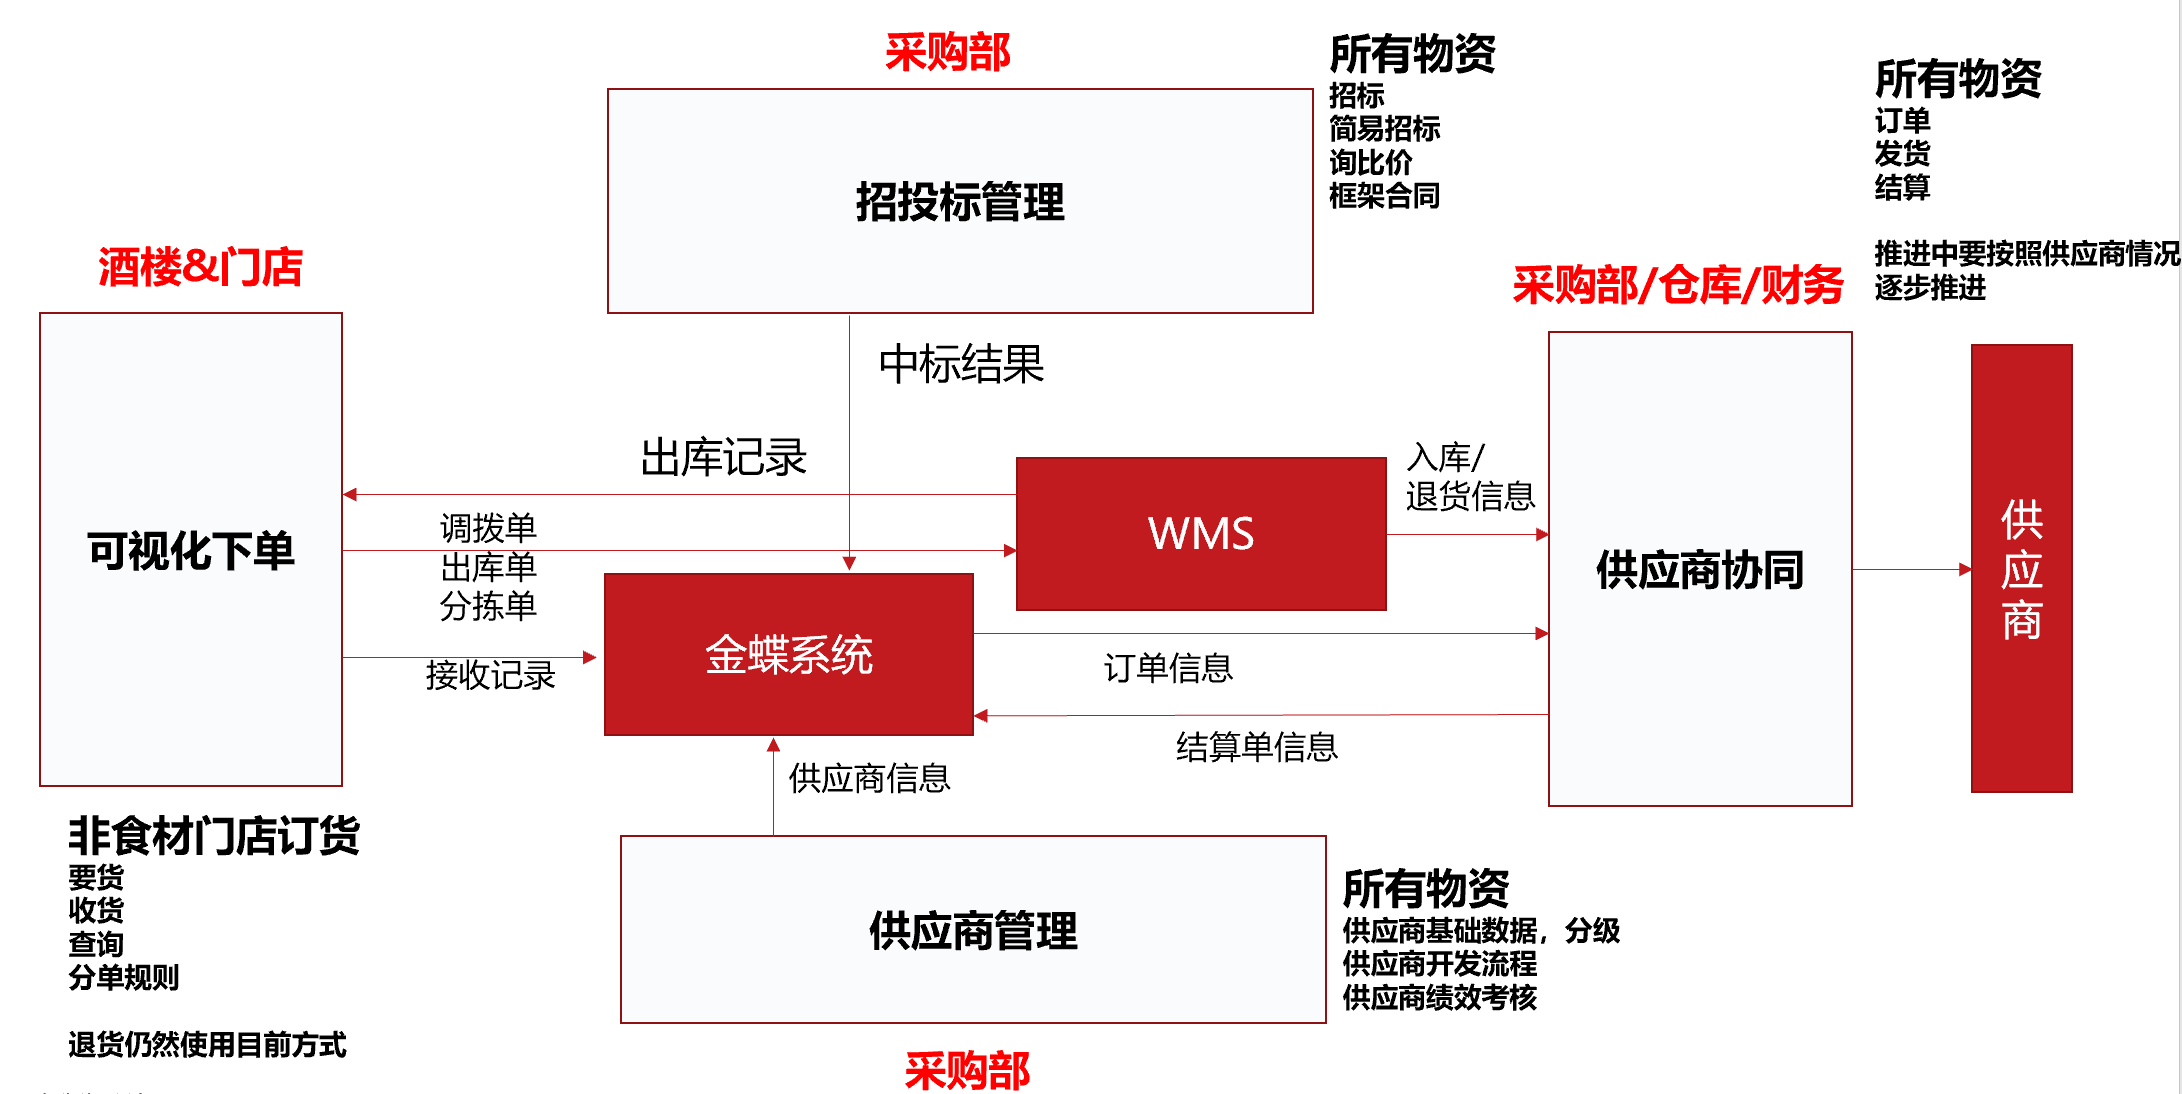 采购部
招投标管理
所有物资
招标
简易招标
询比价
框架合同
所有物资
订单
发货
结算
推进中要按照供应商情况
逐步推进
酒楼&门店
可视化下单
采购部/仓库/财务
供应商协同
供应商
中标结果
出库记录
调拨单
出库单
分拣单
接收记录
WMS
入库/
退货信息
金蝶系统
订单信息
结算单信息
供应商信息
非食材门店订货
要货
收货
查询
分单规则
退货仍然使用目前方式
供应商管理
所有物资
供应商基础数据，分级
供应商开发流程
供应商绩效考核
采购部